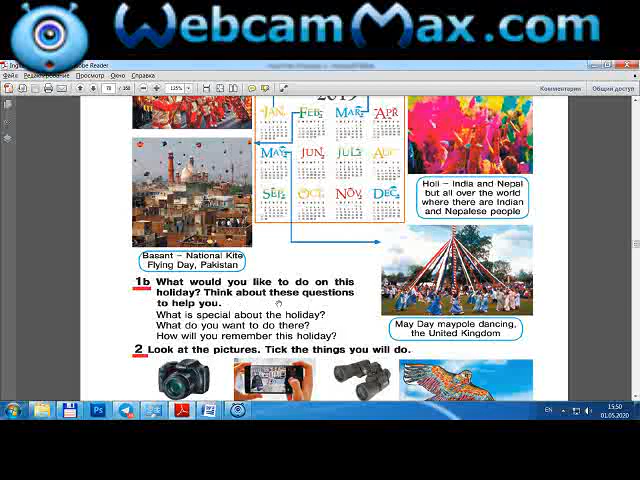 WebcamMax.com
Adobe Reader
Файл Редактирование Просмотр Окно Справка
78 / 168
125%
Комментарии
Общий доступ
2019
JAN FEB MAR APR
MAY JUN JUL AUG
SEP OCT NOV DEC
Holi – India and Nepal
but all over the world
where there are Indian
and Nepalese people
Basant – National Kite
Flying Day, Pakistan
1b What would you like to do on this
holiday? Think about these questions
to help you.
What is special about the holiday?
What do you want to do there?
How will you remember this holiday?
May Day maypole dancing,
the United Kingdom
2 Look at the pictures. Tick the things you will do.
EN
15:50
01.05.2020